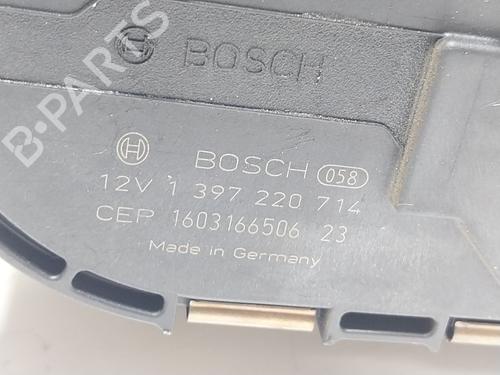 B-PARTS
BOSCH
BOSCH 058
12V 1 397 220 714
CEP 1603166506 23
Made in Germany